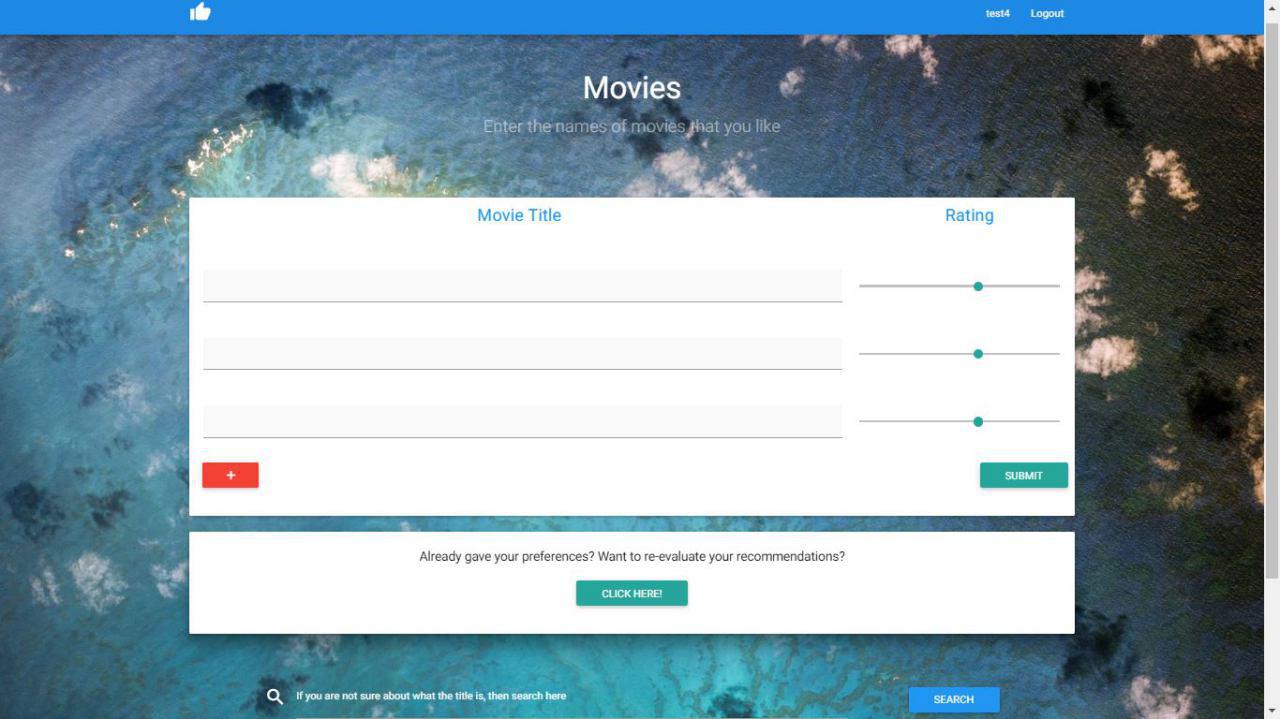 test4 Logout
Movies
Enter the names of movies that you like
Movie Title Rating
+ SUBMIT
Already gave your preferences? Want to re-evaluate your recommendations?
CLICK HERE!
If you are not sure about what the title is, then search here SEARCH